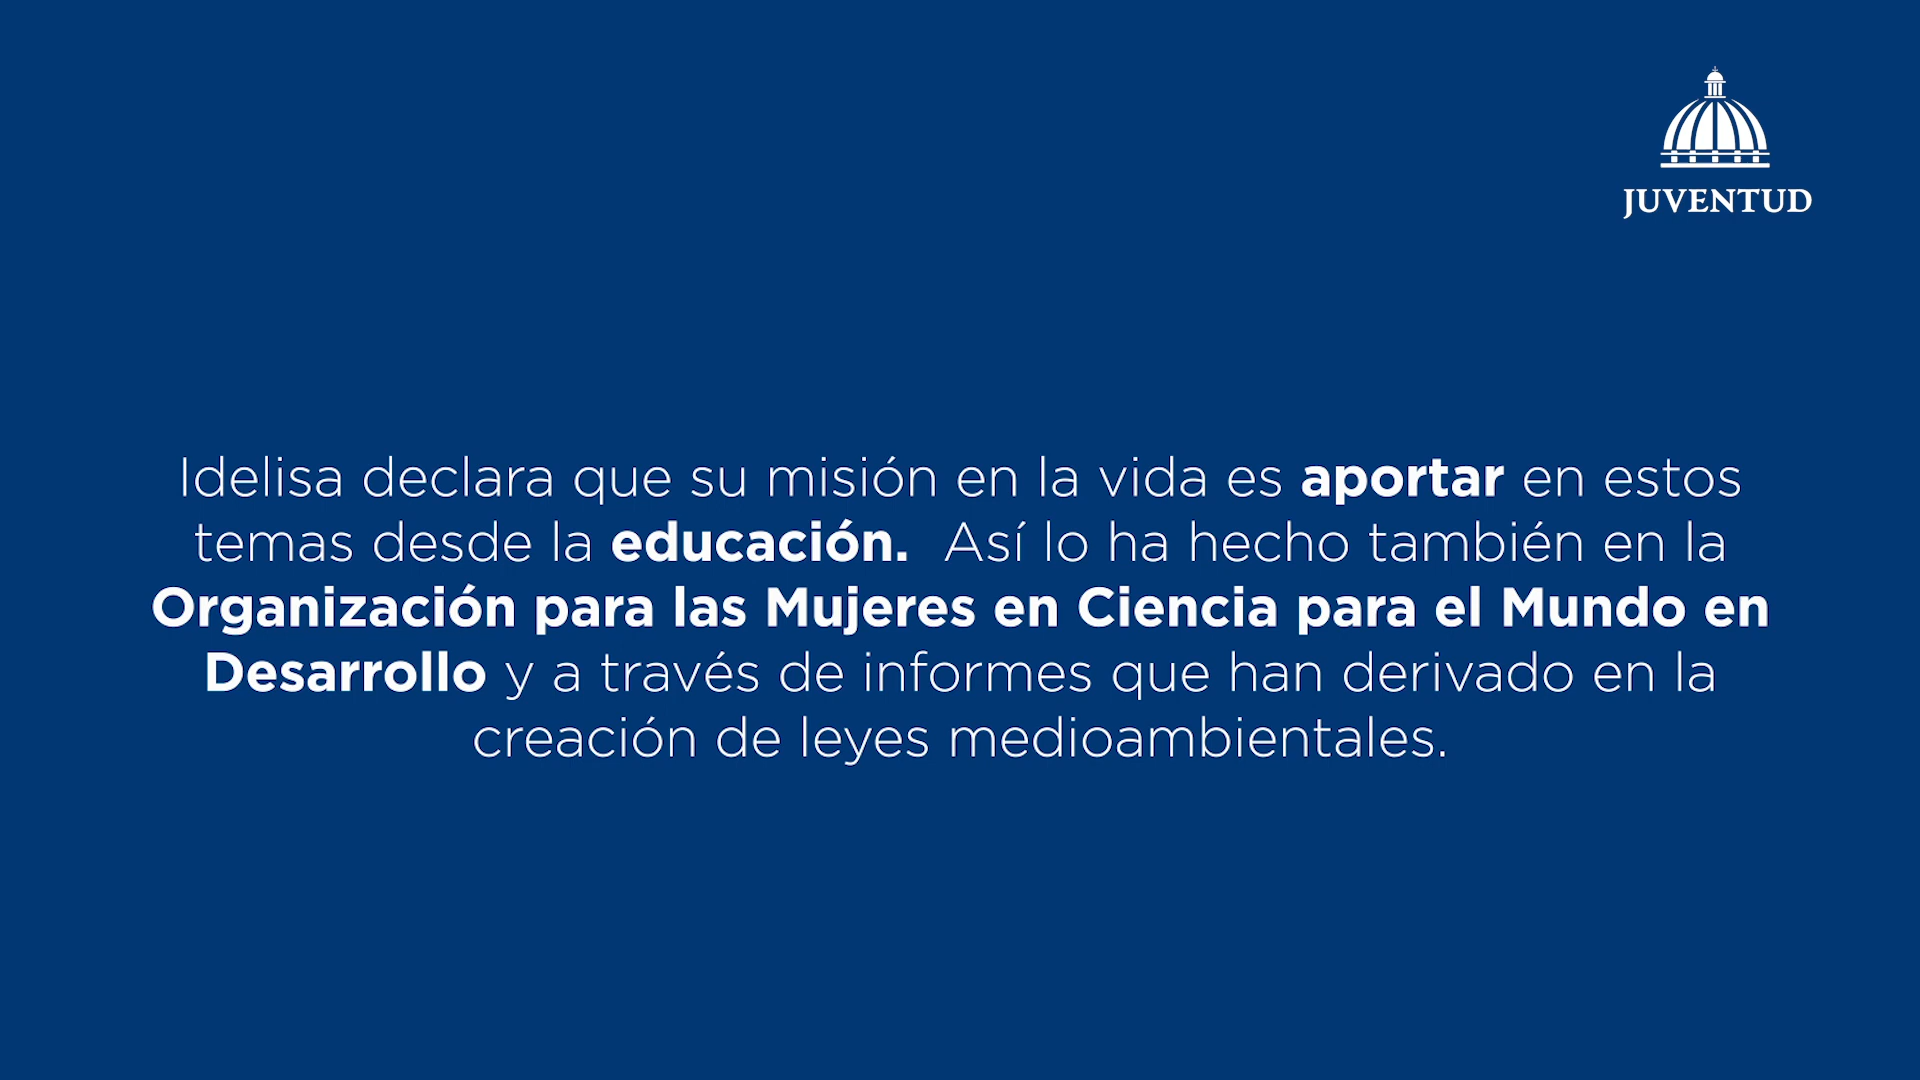 JUVENTUD
Idelisa declara que su misión en la vida es aportar en estos
temas desde la educación.  Así lo ha hecho también en la
Organización para las Mujeres en Ciencia para el Mundo en
Desarrollo y a través de informes que han derivado en la
creación de leyes medioambientales.